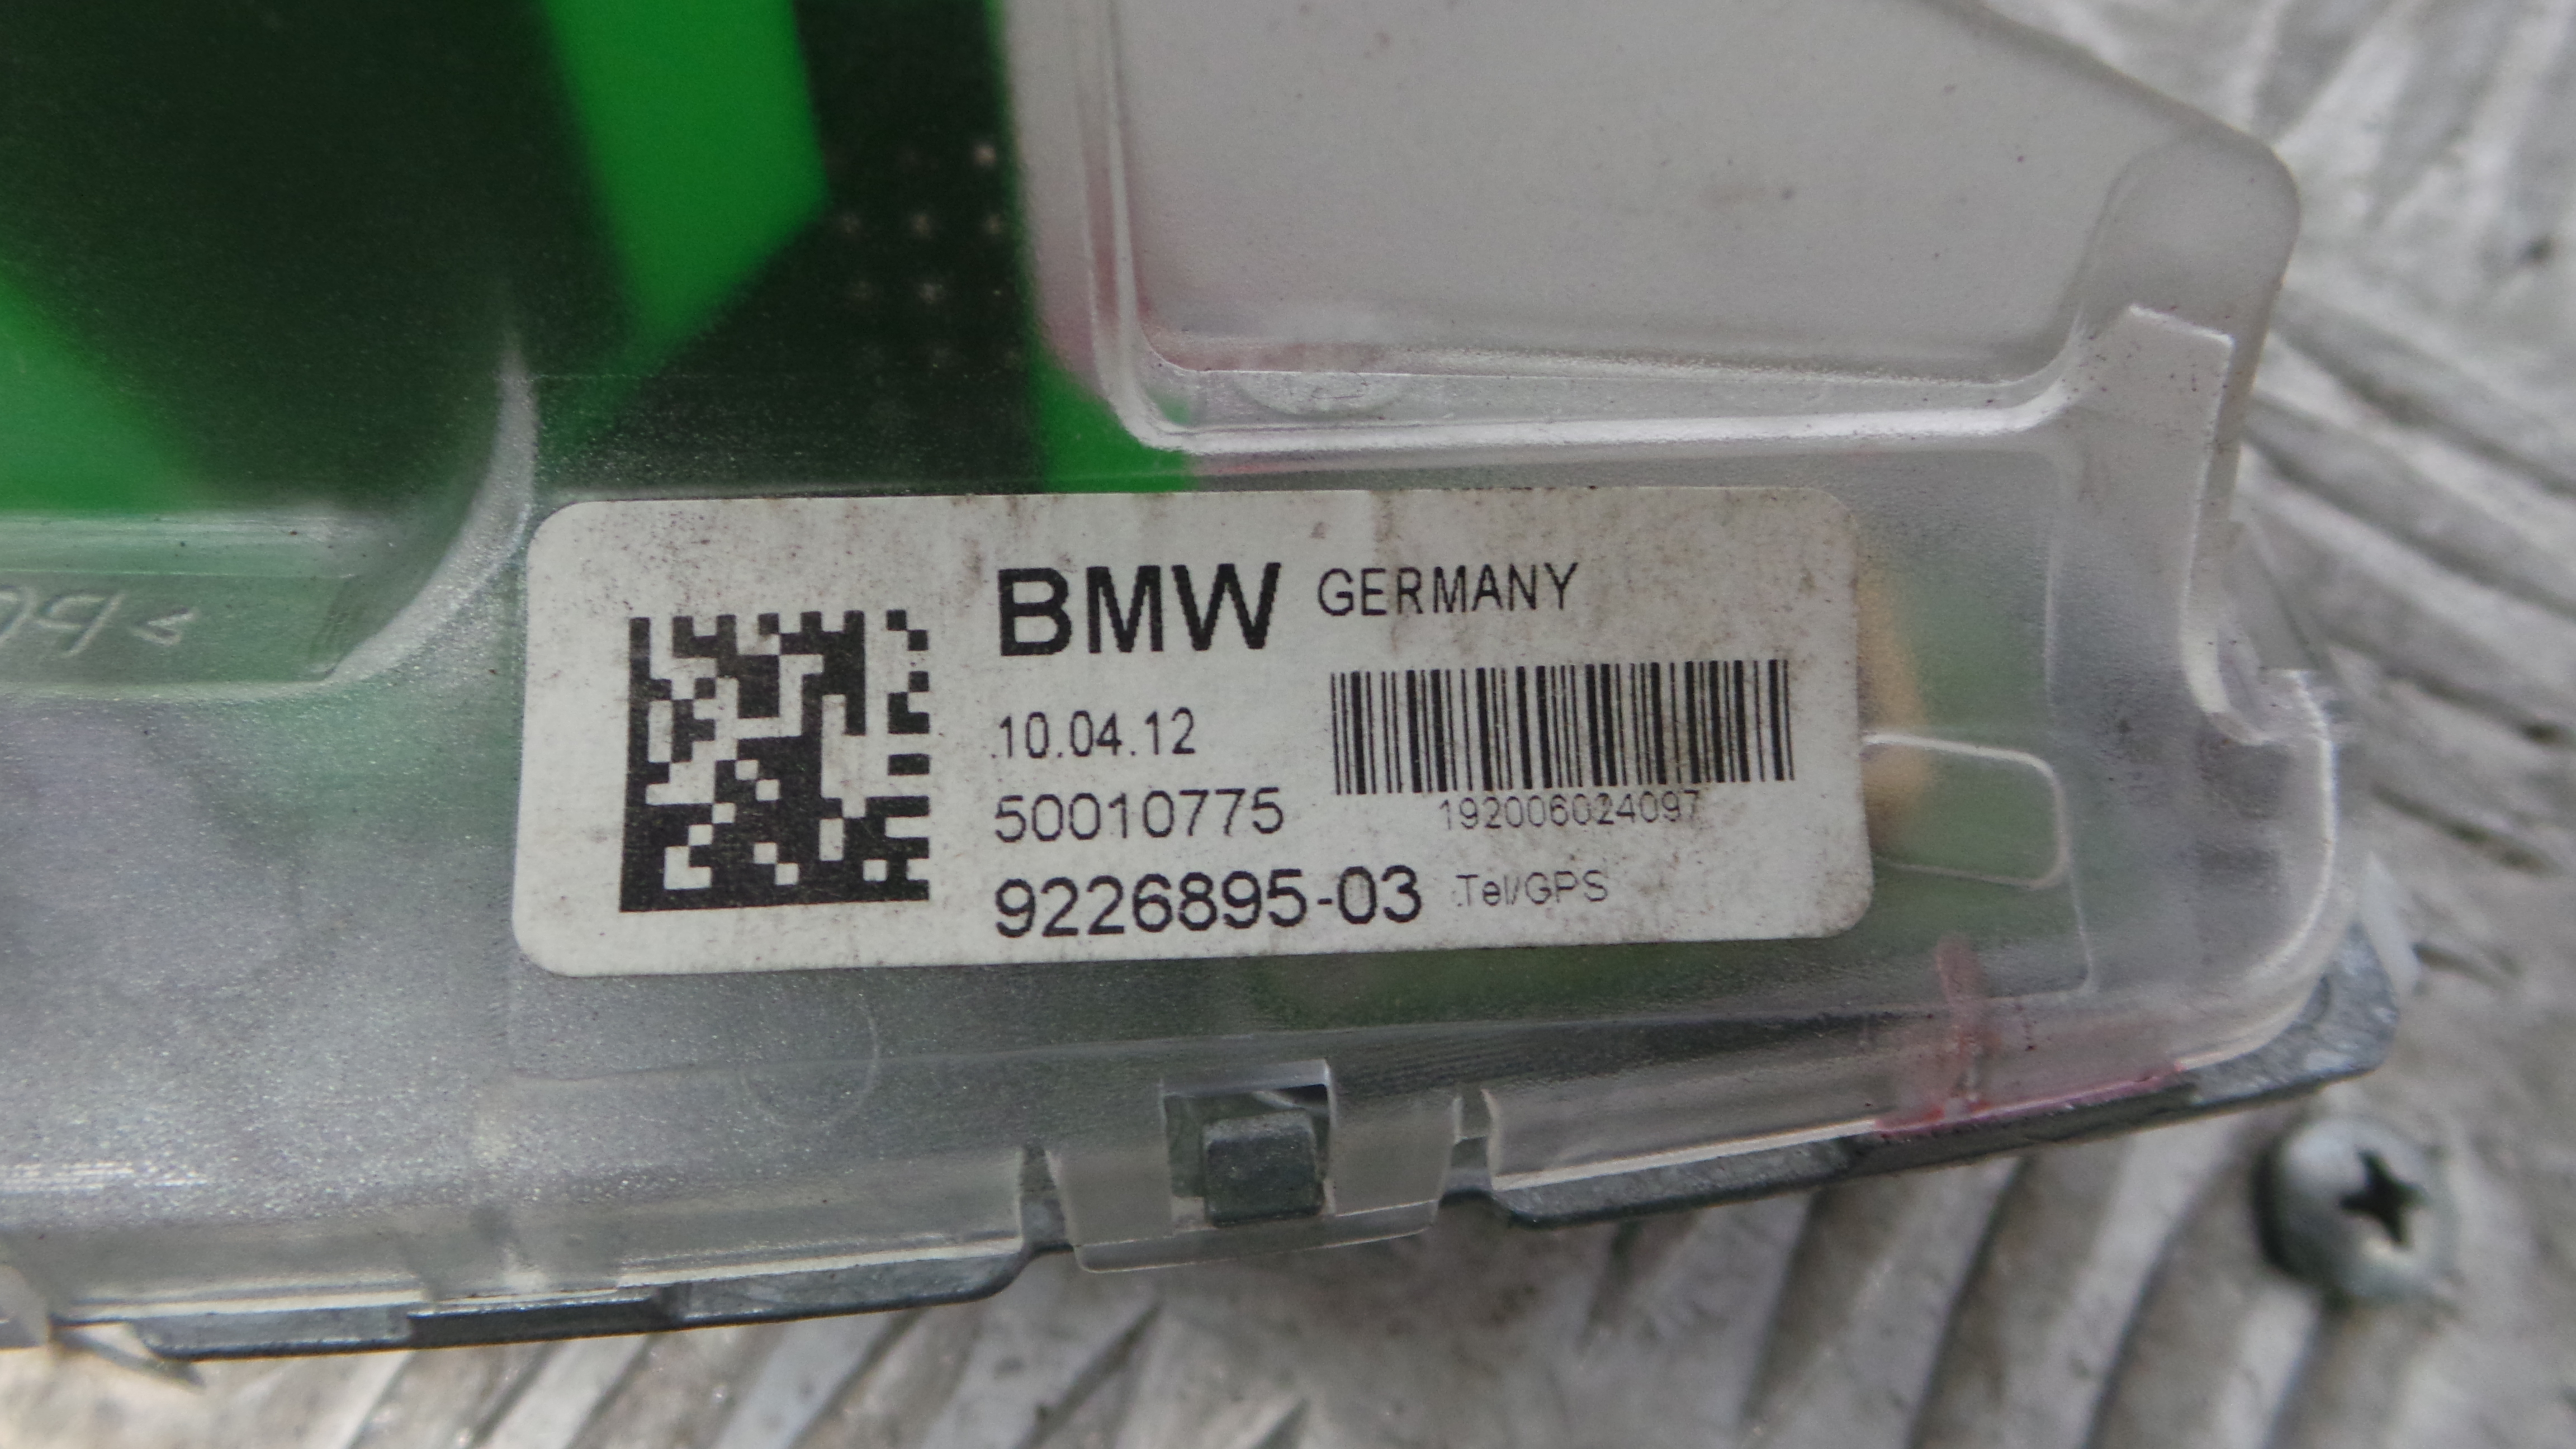 BMW GERMANY
10.04.12
192006024097
50010775
9226895-03 Tel/GPS